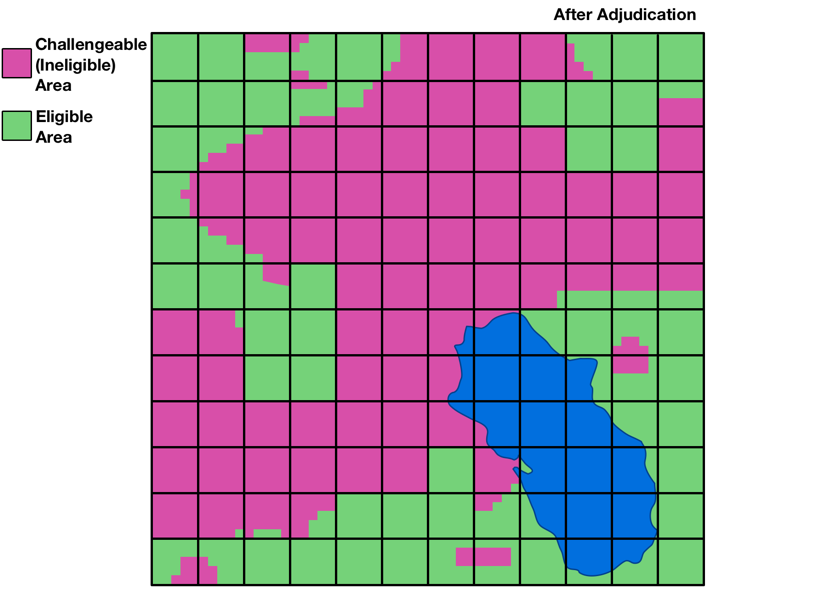 After Adjudication
Challengeable
(Ineligible)
Area
Eligible
Area